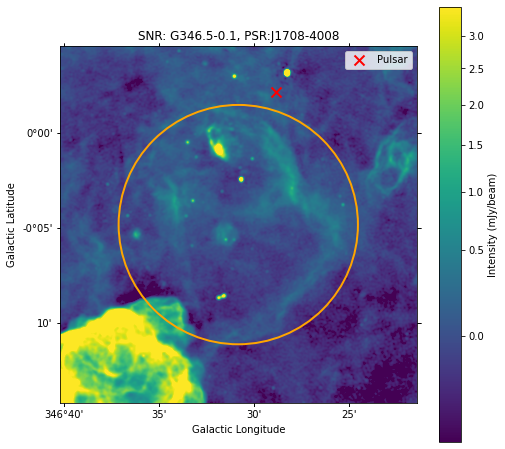 SNR: G346.5-0.1, PSR:J1708-4008
Pulsar
0°00'
-0°05'
10'
Galactic Latitude
346°40'
35'
30'
25'
Galactic Longitude
3.0
2.5
2.0
1.5
1.0
0.5
0.0
Intensity (mJy/beam)